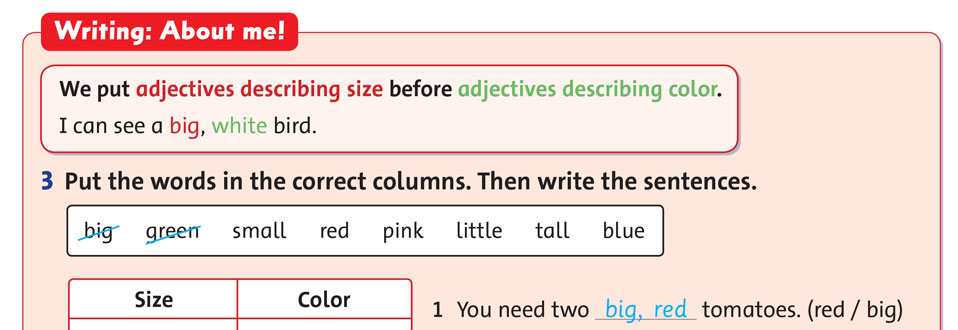 Writing: About me!
We put adjectives describing size before adjectives describing color.
I can see a big, white bird.
3 Put the words in the correct columns. Then write the sentences.
big green small red pink little tall blue
Size Color
1 You need two big, red tomatoes. (red / big)